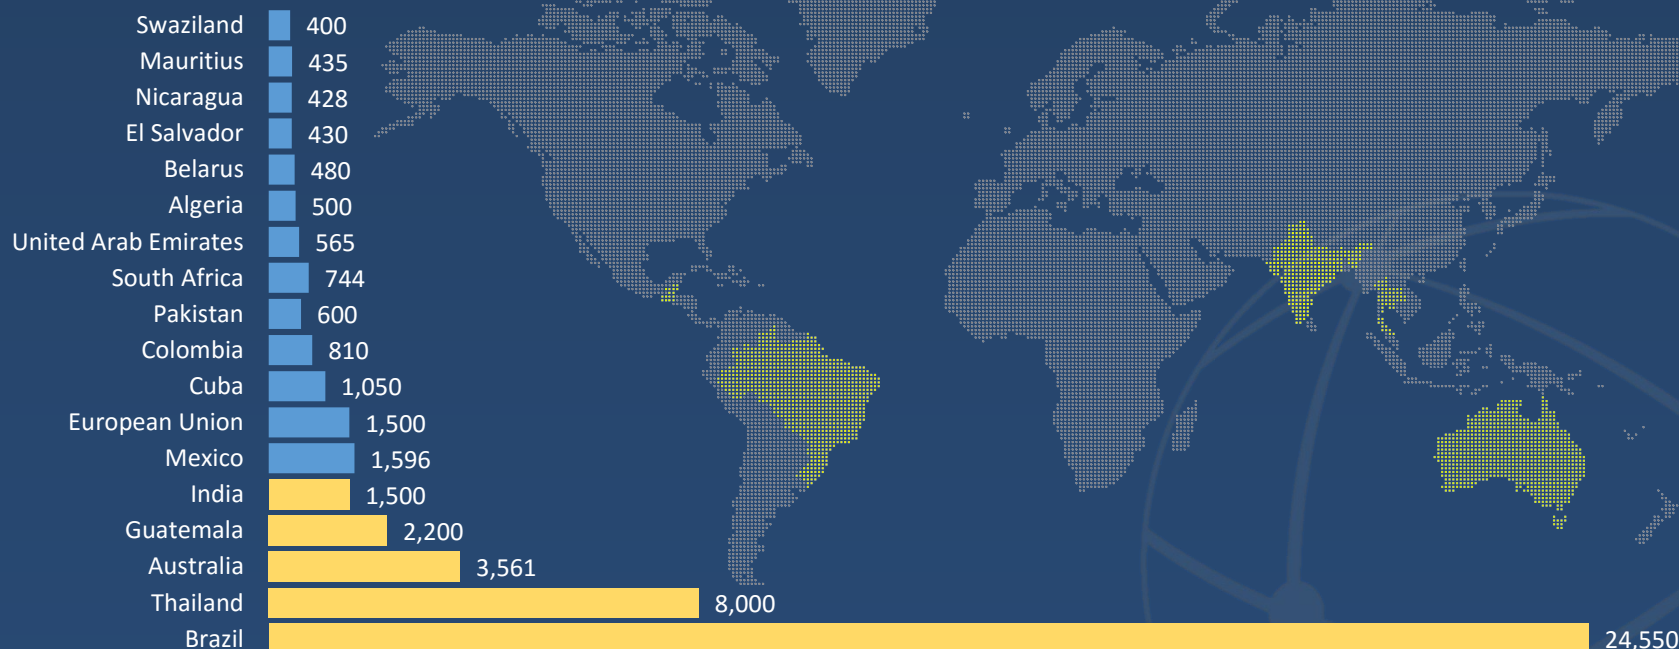 Swaziland 400
Mauritius 435
Nicaragua 428
El Salvador 430
Belarus 480
Algeria 500
United Arab Emirates 565
South Africa 744
Pakistan 600
Colombia 810
Cuba 1,050
European Union 1,500
Mexico 1,596
India 1,500
Guatemala 2,200
Australia 3,561
Thailand 8,000
Brazil 24,550